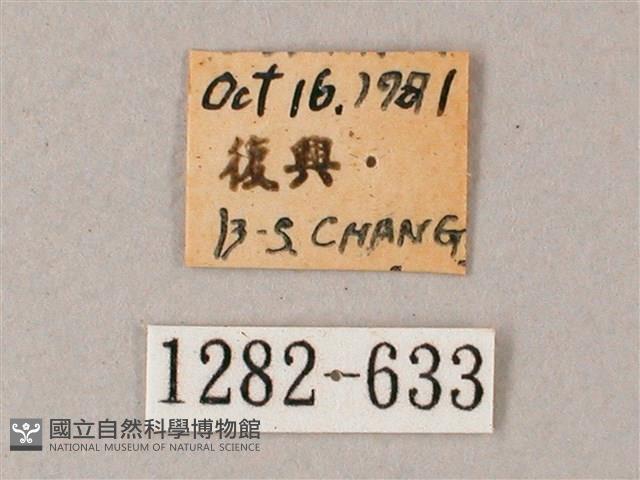 Oct 16. 1981
復興
B-S. CHANG
1282-633
國立自然科學博物館
NATIONAL MUSEUM OF NATURAL SCIENCE